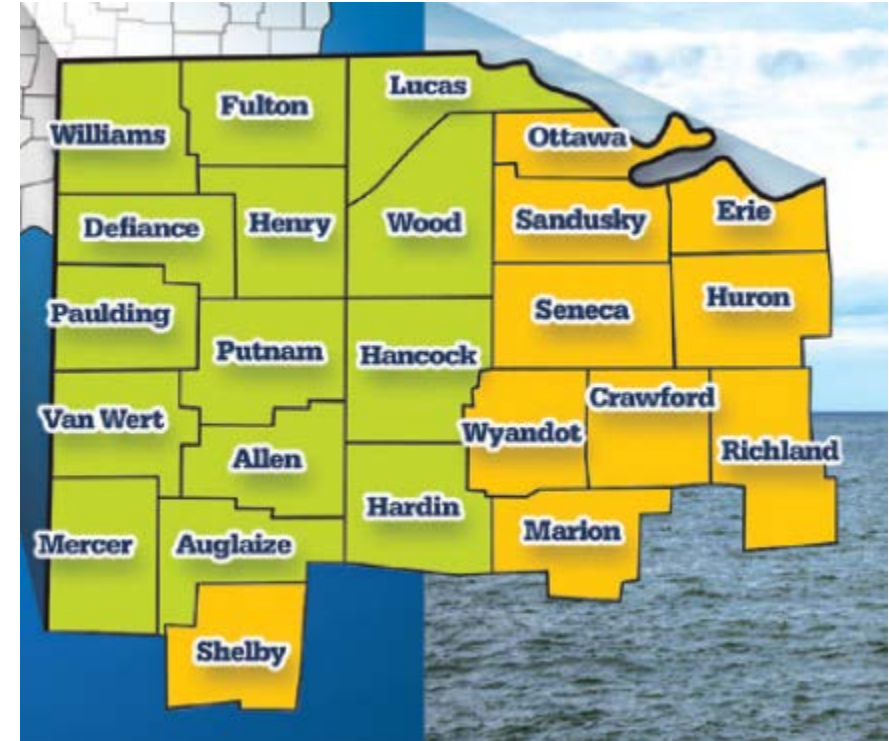 Lucas
Fulton
Williams
Ottawa
Erie
Defiance
Henry
Wood
Sandusky
Huron
Paulding
Seneca
Putnam
Hancock
Crawford
Van Wert
Wyandot
Allen
Richland
Hardin
Mercer
Auglaize
Marion
Shelby